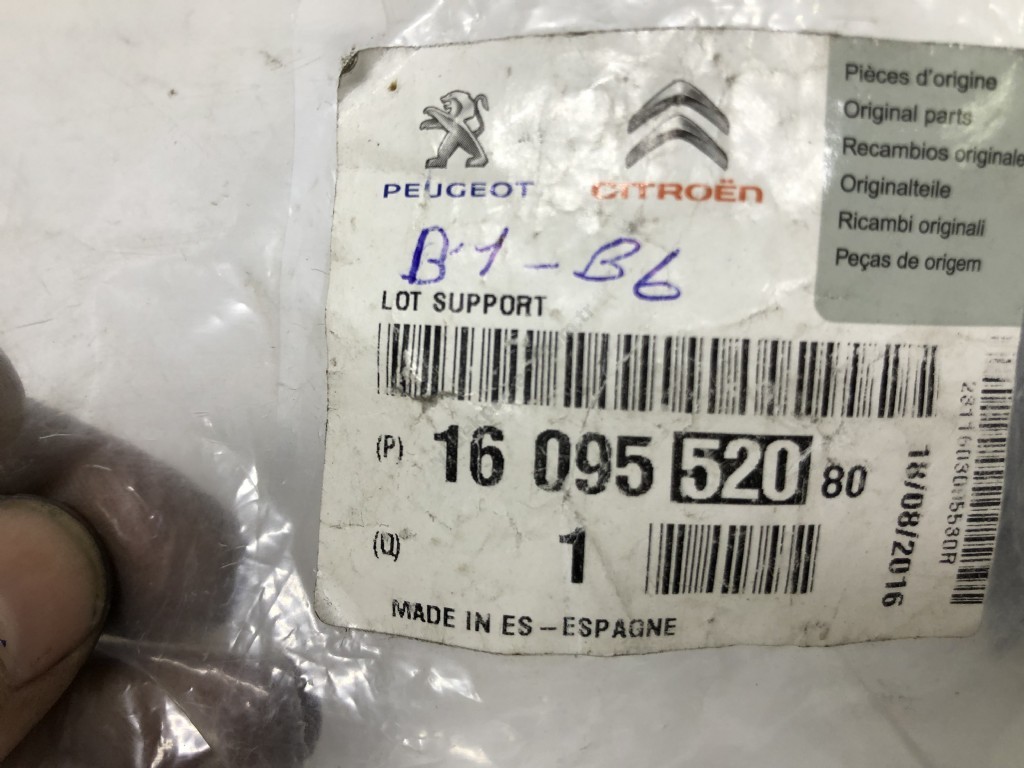 PEUGEOT
CITROËN
Pièces d'origine
Original parts
Recambios originale
Originalteile
Ricambi originali
Peças de origem
B1-B6
LOT SUPPORT
(P) 16 095 520 80
(Q) 1
MADE IN ES - ESPAGNE
18/08/2016